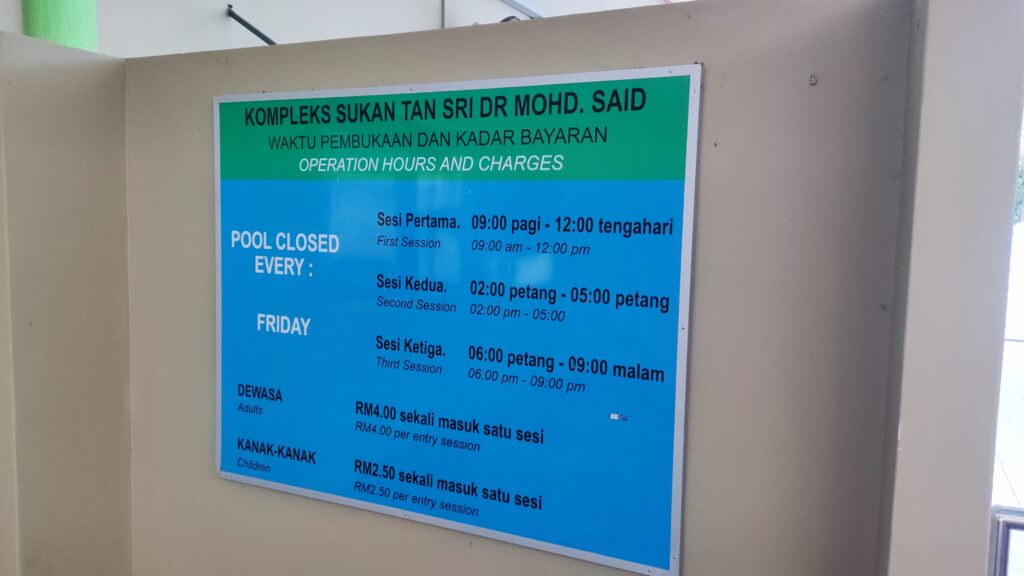 KOMPLEKS SUKAN TAN SRI DR MOHD. SAID
WAKTU PEMBUKAAN DAN KADAR BAYARAN
OPERATION HOURS AND CHARGES
POOL CLOSED
EVERY :
FRIDAY
Sesi Pertama. 09:00 pagi - 12:00 tengahari
First Session 09:00 am - 12:00 pm
Sesi Kedua. 02:00 petang - 05:00 petang
Second Session 02:00 pm - 05:00
Sesi Ketiga. 06:00 petang - 09:00 malam
Third Session 06.00 pm - 09:00 pm
DEWASA RM4.00 sekali masuk satu sesi
Adults RM4.00 per entry session
KANAK-KANAK RM2.50 sekali masuk satu sesi
Children RM2.50 per entry session